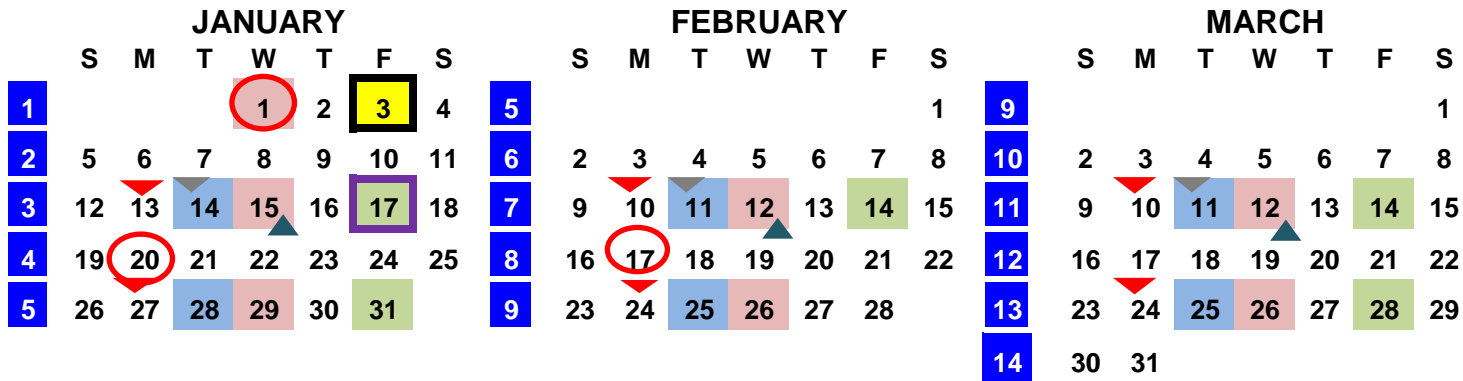 JANUARY
S M T W T F S
1 1 2 3 4
2 5 6 7 8 9 10 11
3 12 13 14 15 16 17 18
4 19 20 21 22 23 24 25
5 26 27 28 29 30 31
FEBRUARY
S M T W T F S
5 1
6 2 3 4 5 6 7 8
7 9 10 11 12 13 14 15
8 16 17 18 19 20 21 22
9 23 24 25 26 27 28
MARCH
S M T W T F S
9 1
10 2 3 4 5 6 7 8
11 9 10 11 12 13 14 15
12 16 17 18 19 20 21 22
13 23 24 25 26 27 28 29
14 30 31